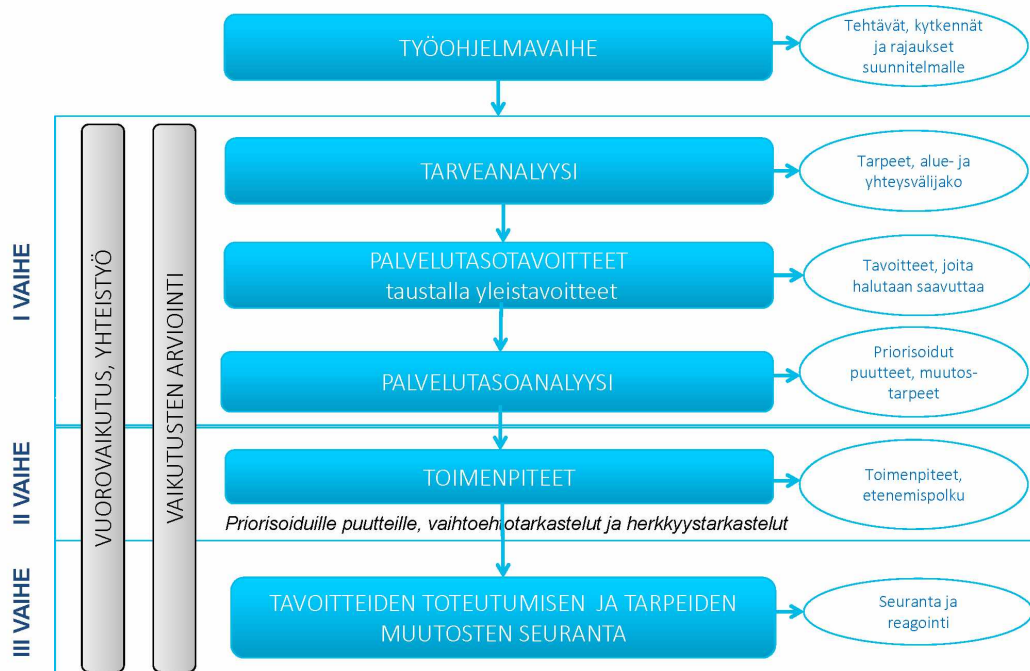 TYÖOHJELMAVAIHE
Tehtävät, kytkennät
ja rajaukset
suunnitelmalle
I VAIHE
VUOROVAIKUTUS, YHTEISTYÖ
VAIKUTUSTEN ARVIOINTI
TARVEANALYYSI
Tarpeet, alue- ja
yhteysvälijako
PALVELUTASOTAVOITTEET
taustalla yleistavoitteet
Tavoitteet, joita
halutaan saavuttaa
PALVELUTASOANALYYSI
Priorisoidut
puutteet, muutos-
tarpeet
II VAIHE
TOIMENPITEET
Toimenpiteet,
etenemispolku
Priorisoiduille puutteille, vaihtoehtotarkastelut ja herkkyystarkastelut
III VAIHE
TAVOITTEIDEN TOTEUTUMISEN JA TARPEIDEN
MUUTOSTEN SEURANTA
Seuranta ja
reagointi